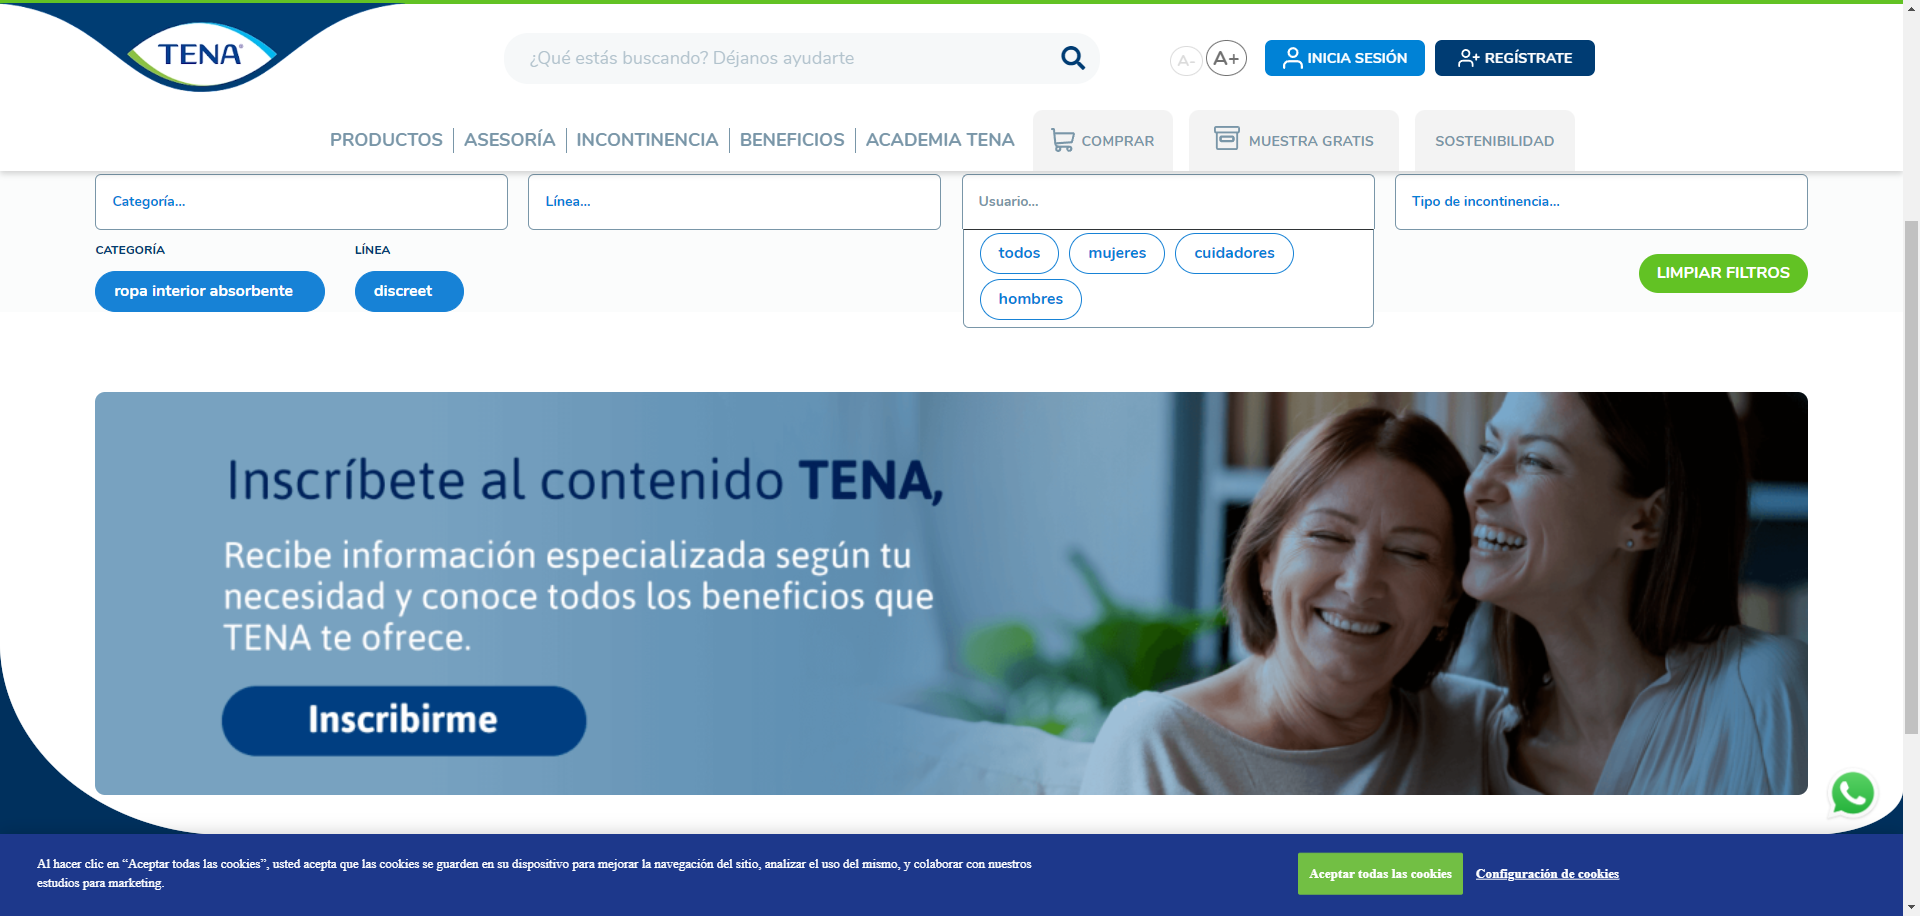 TENA
¿Qué estás buscando? Déjanos ayudarte
A-
A+
INICIA SESIÓN
REGÍSTRATE
PRODUCTOS
ASESORÍA
INCONTINENCIA
BENEFICIOS
ACADEMIA TENA
COMPRAR
MUESTRA GRATIS
SOSTENIBILIDAD
Categoría...
Línea...
Usuario...
Tipo de incontinencia...
CATEGORÍA
LÍNEA
ropa interior absorbente
discreet
todos
mujeres
cuidadores
hombres
LIMPIAR FILTROS
Inscríbete al contenido TENA,
Recibe información especializada según tu
necesidad y conoce todos los beneficios que
TENA te ofrece.
Inscribirme
Al hacer clic en “Aceptar todas las cookies”, usted acepta que las cookies se guarden en su dispositivo para mejorar la navegación del sitio, analizar el uso del mismo, y colaborar con nuestros
estudios para marketing.
Aceptar todas las cookies
Configuración de cookies